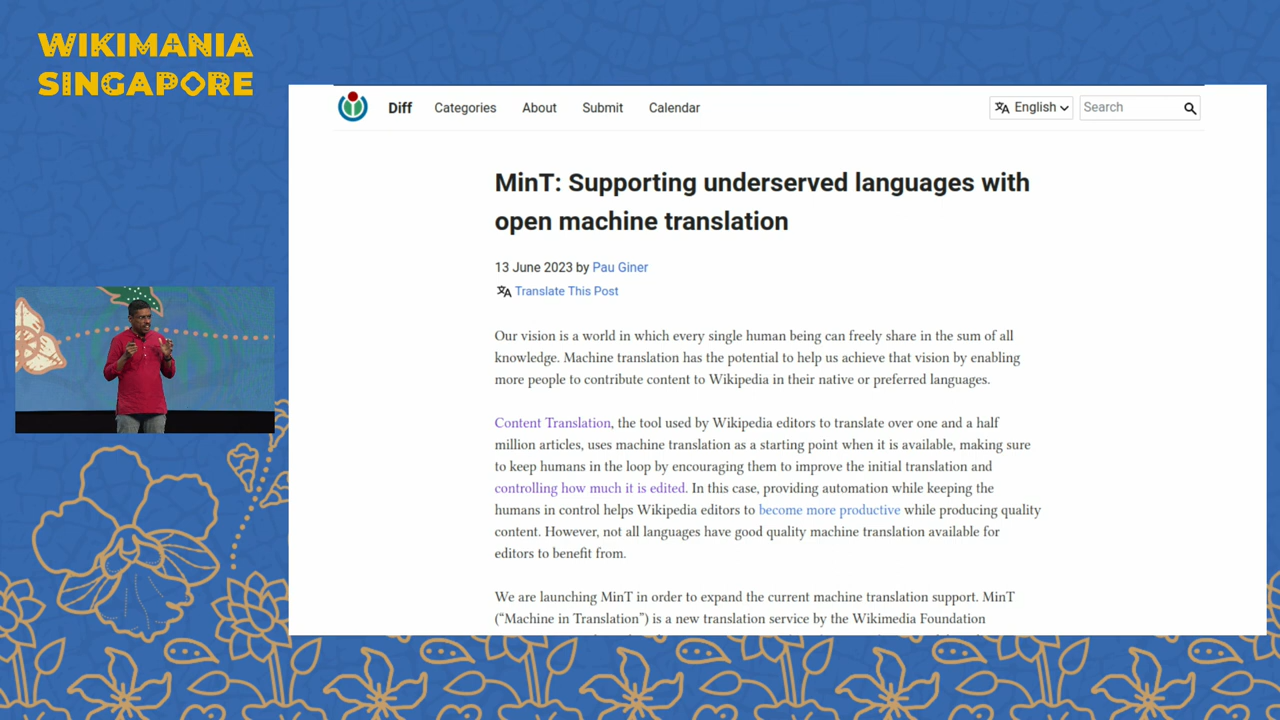 WIKIMANIA
SINGAPORE
Diff Categories About Submit Calendar English Search
MinT: Supporting underserved languages with
open machine translation
13 June 2023 by Pau Giner
Translate This Post
Our vision is a world in which every single human being can freely share in the sum of all
knowledge. Machine translation has the potential to help us achieve that vision by enabling
more people to contribute content to Wikipedia in their native or preferred languages.
Content Translation, the tool used by Wikipedia editors to translate over one and a half
million articles, uses machine translation as a starting point when it is available, making sure
to keep humans in the loop by encouraging them to improve the initial translation and
controlling how much it is edited. In this case, providing automation while keeping the
humans in control helps Wikipedia editors to become more productive while producing quality
content. However, not all languages have good quality machine translation available for
editors to benefit from.
We are launching MinT in order to expand the current machine translation support. MinT
(“Machine in Translation”) is a new translation service by the Wikimedia Foundation